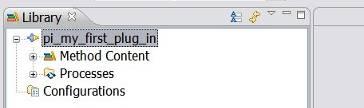 Library
pi_my_first_plug_in
Method Content
Processes
Configurations